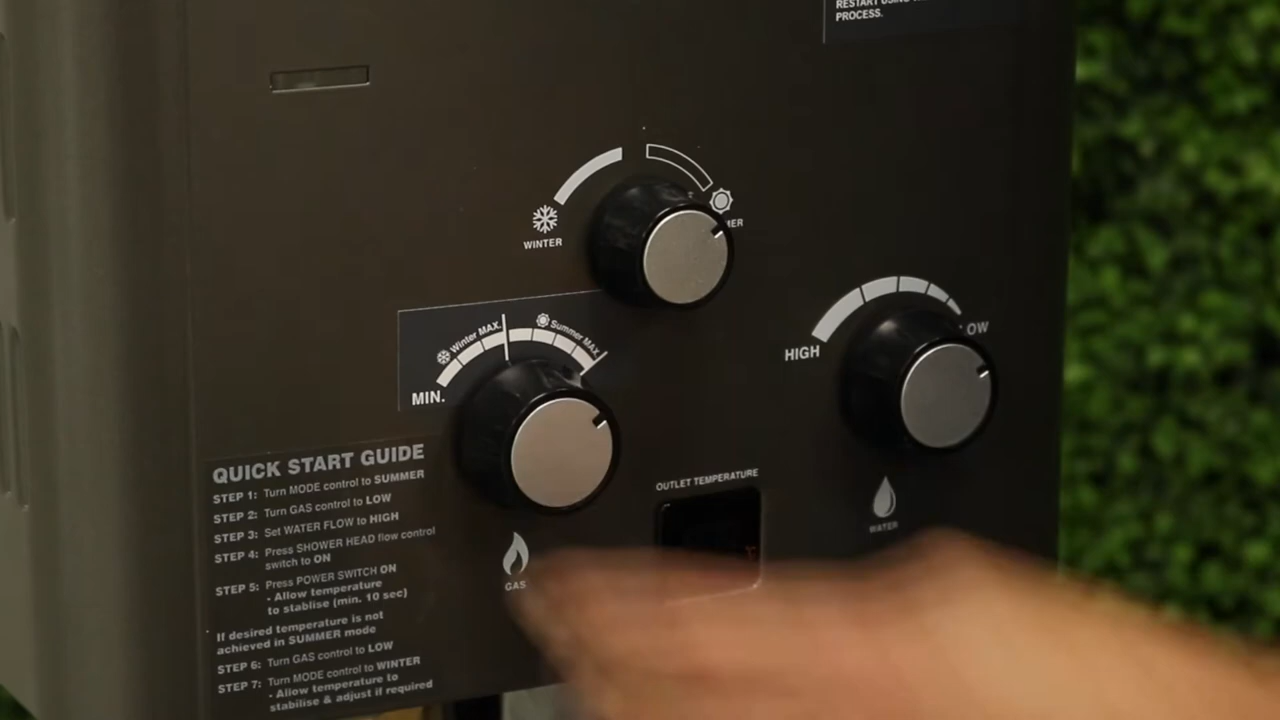 RESTART USING
PROCESS.
WINTER
Winter MAX.
Summer MAX.
MIN.
HIGH
QUICK START GUIDE
STEP 1: Turn MODE control to SUMMER
STEP 2: Turn GAS control to LOW
STEP 3: Set WATER FLOW to HIGH
STEP 4: Press SHOWER HEAD flow control
switch to ON
STEP 5: Press POWER SWITCH ON
- Allow temperature
to stablise (min. 10 sec)
If desired temperature is not
achieved in SUMMER mode
STEP 6: Turn GAS control to LOW
STEP 7: Turn MODE control to WINTER
- Allow temperature to
stabilise & adjust if required
OUTLET TEMPERATURE
GAS
WATER